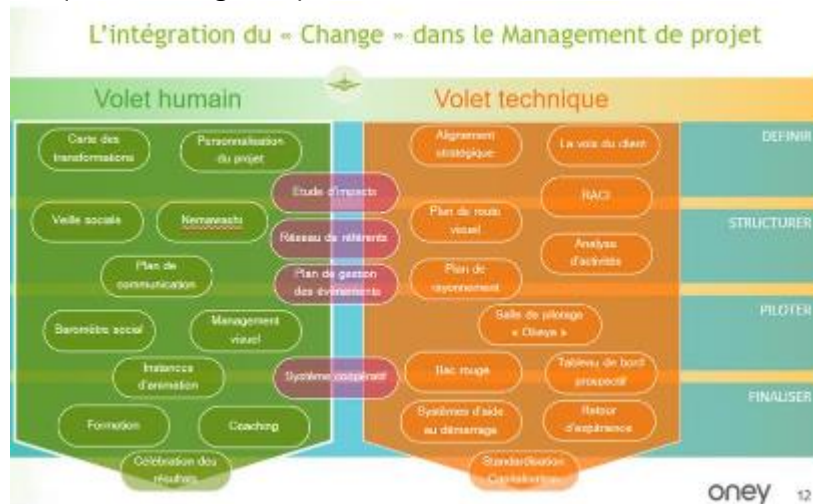 L'intégration du « Change » dans le Management de projet
Volet humain
Volet technique
Carte des
transformations
Personnalisation
du projet
Alignement
stratégique
La voix du client
DEFINIR
Etude d'impacts
RACI
Veille sociale
Nemawashi
Plan de route
visuel
STRUCTURER
Réseau de référents
Analyse
d'activités
Plan de
communication
Plan de gestion
des événements
Plan de
rayonnement
PILOTER
Baromètre social
Management
visuel
Salle de pilotage
« Obeya »
Instances
d'animation
Système coopératif
Bac rouge
Tableau de bord
prospectif
FINALISER
Formation
Coaching
Systèmes d'aide
au démarrage
Retour
d'expérience
Célébration des
résultats
Standardisation
Capitalisation
oney
12